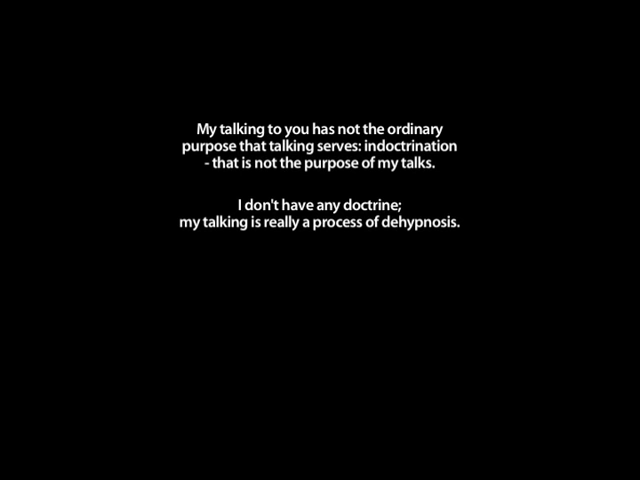 My talking to you has not the ordinary
purpose that talking serves: indoctrination
- that is not the purpose of my talks.
I don't have any doctrine;
my talking is really a process of dehypnosis.